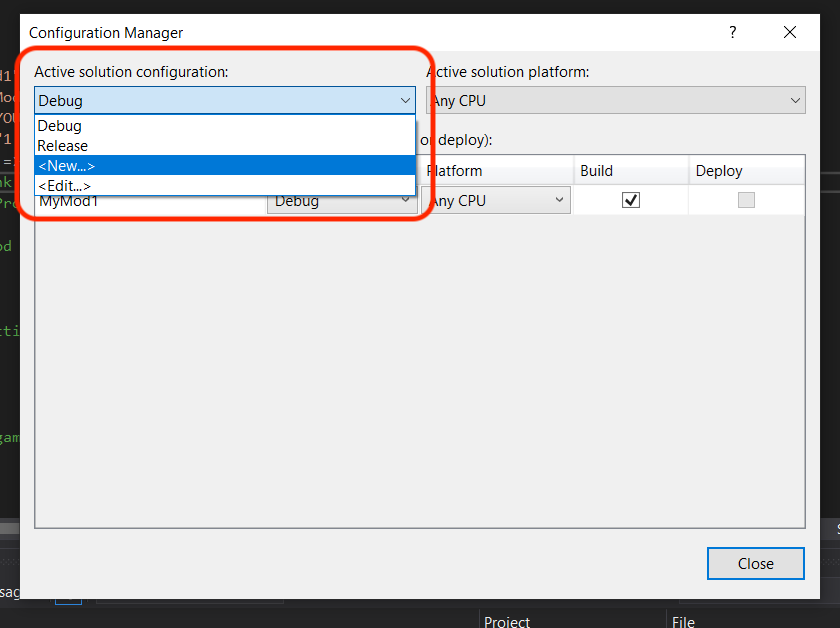 Configuration Manager
?
Active solution configuration:
Active solution platform:
Debug
Any CPU
Debug
Release
<New...>
<Edit...>
or deploy):
Platform
Build
Deploy
MyMod1
Debug
Any CPU
Close
Project
File